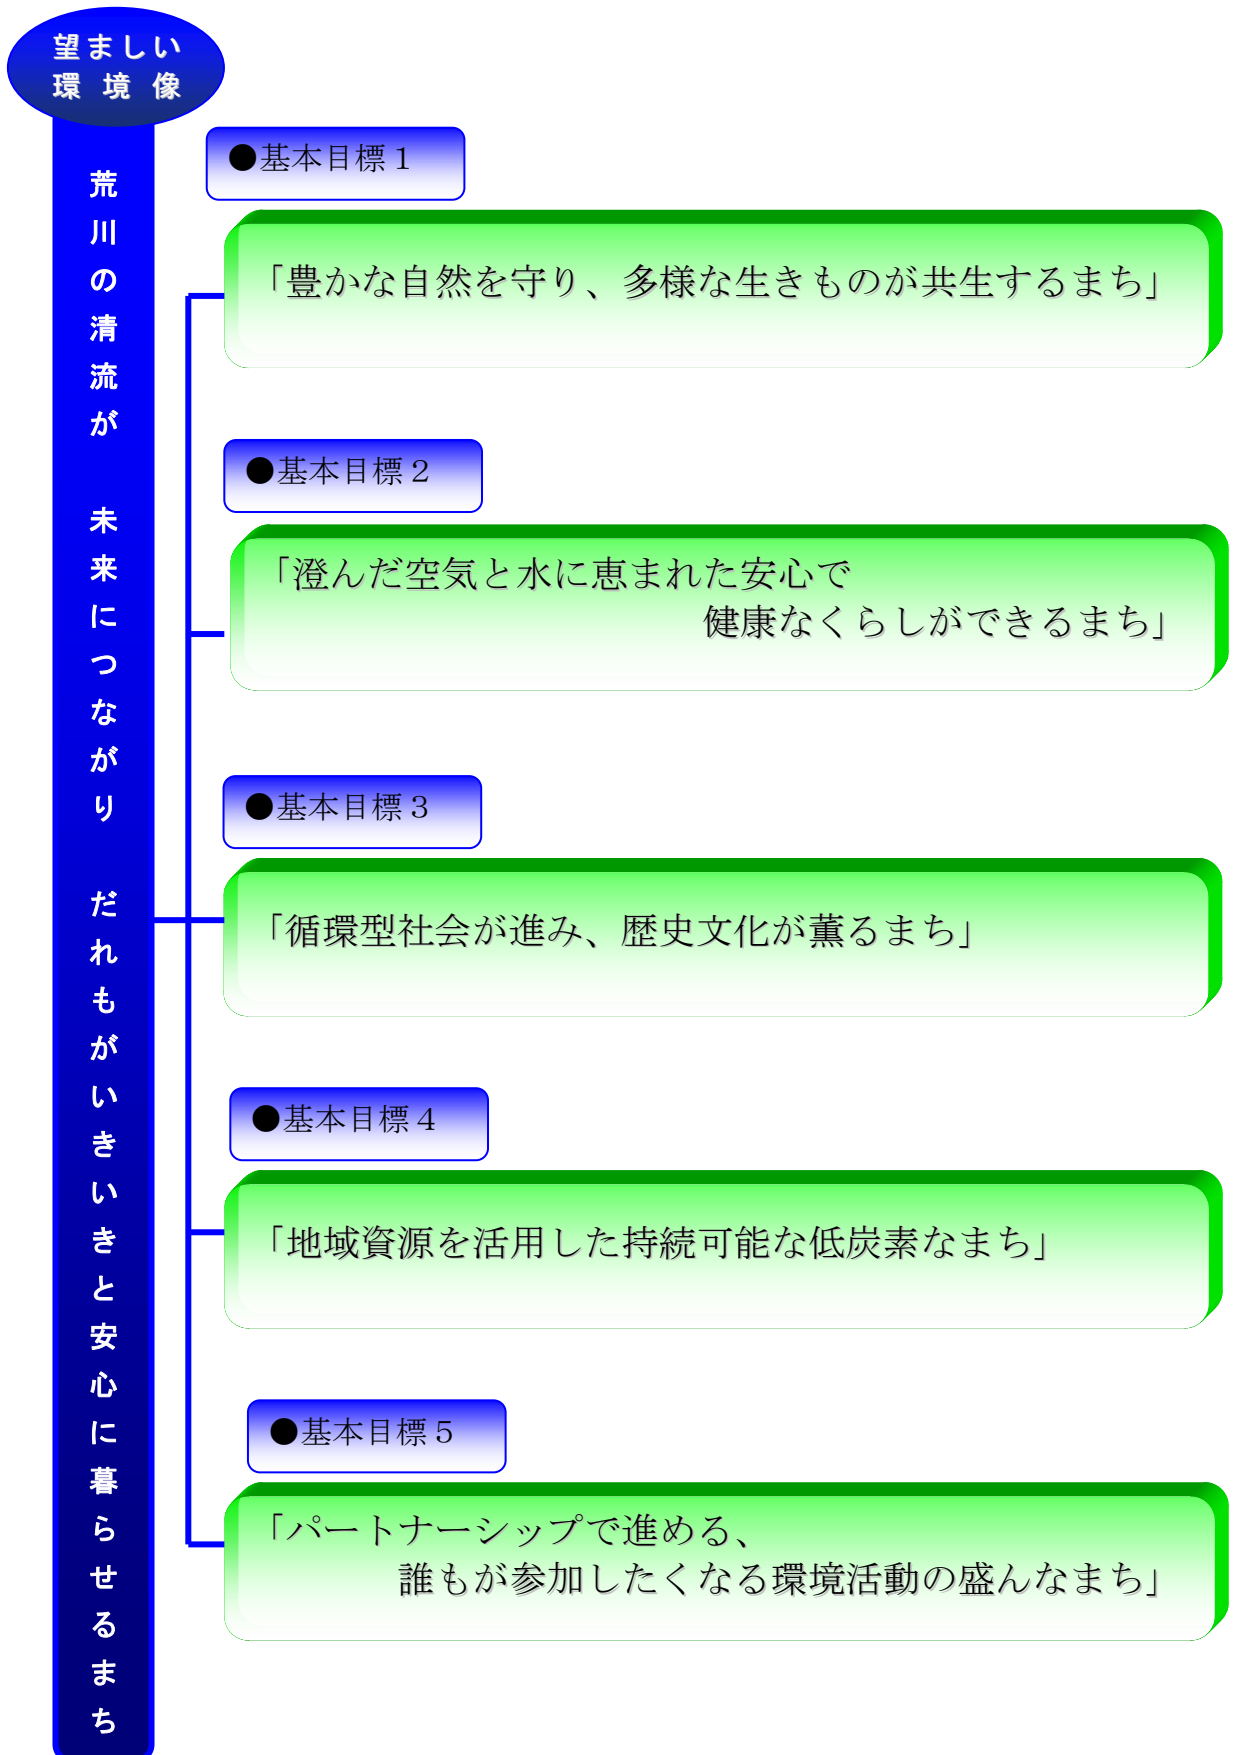 望ましい
環境像
荒川の清流が　未来につながり　だれもがいきいきと安心に暮らせるまち
●基本目標１
「豊かな自然を守り、多様な生きものが共生するまち」
●基本目標２
「澄んだ空気と水に恵まれた安心で
健康なくらしができるまち」
●基本目標３
「循環型社会が進み、歴史文化が薫るまち」
●基本目標４
「地域資源を活用した持続可能な低炭素なまち」
●基本目標５
「パートナーシップで進める、
誰もが参加したくなる環境活動の盛んなまち」